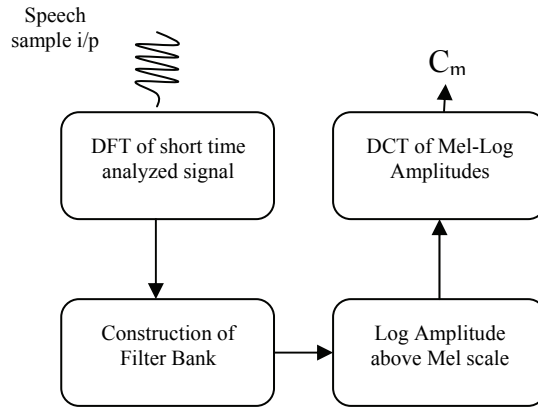 Speech
sample i/p
DFT of short time
analyzed signal
Construction of
Filter Bank
Log Amplitude
above Mel scale
DCT of Mel-Log
Amplitudes
Cm